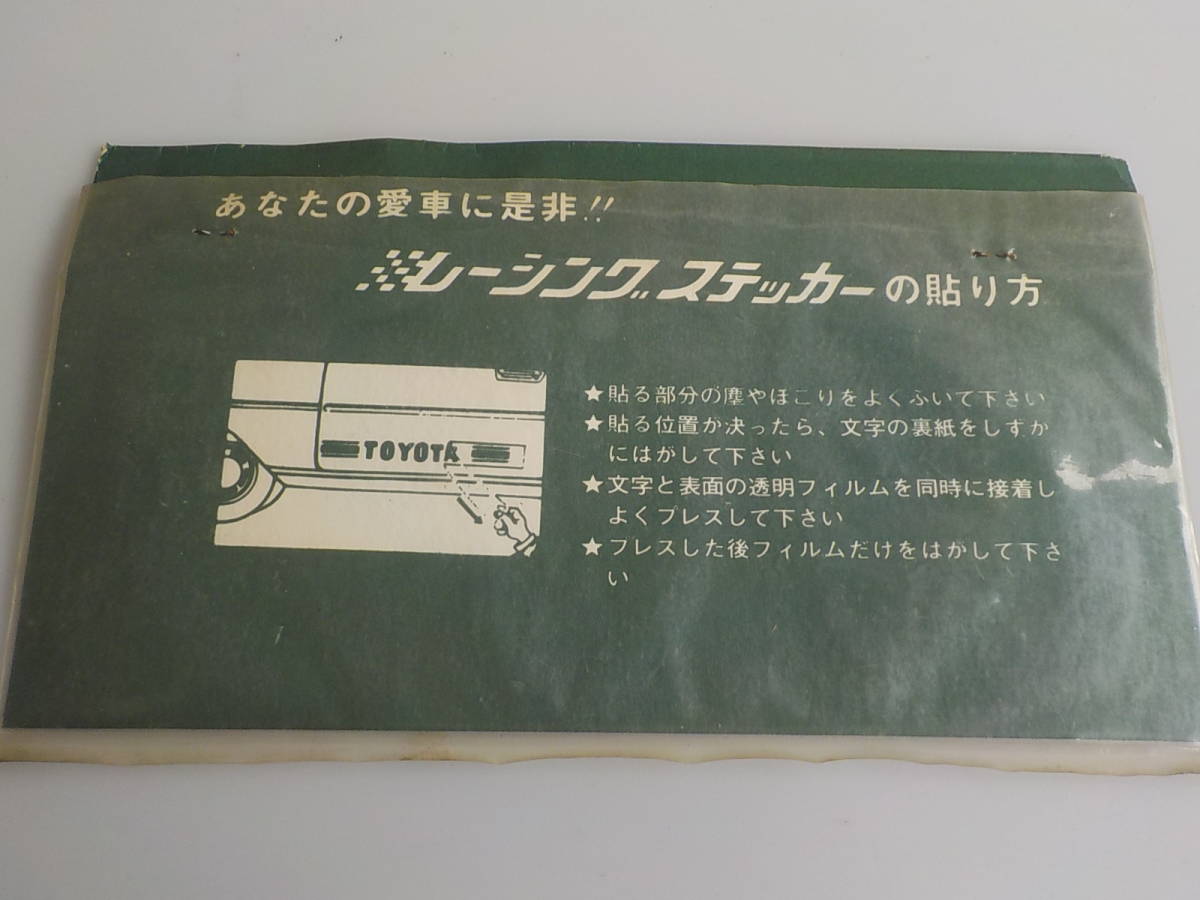 あなたの愛車に是非!!
レーシングステッカーの貼り方
TOYOTA
★貼る部分の塵やほこりをよくふいて下さい
★貼る位置が決ったら、文字の裏紙をしずか
にはがして下さい
★文字と表面の透明フィルムを同時に接着し
よくプレスして下さい
★プレスした後フィルムだけをはがして下さ
い